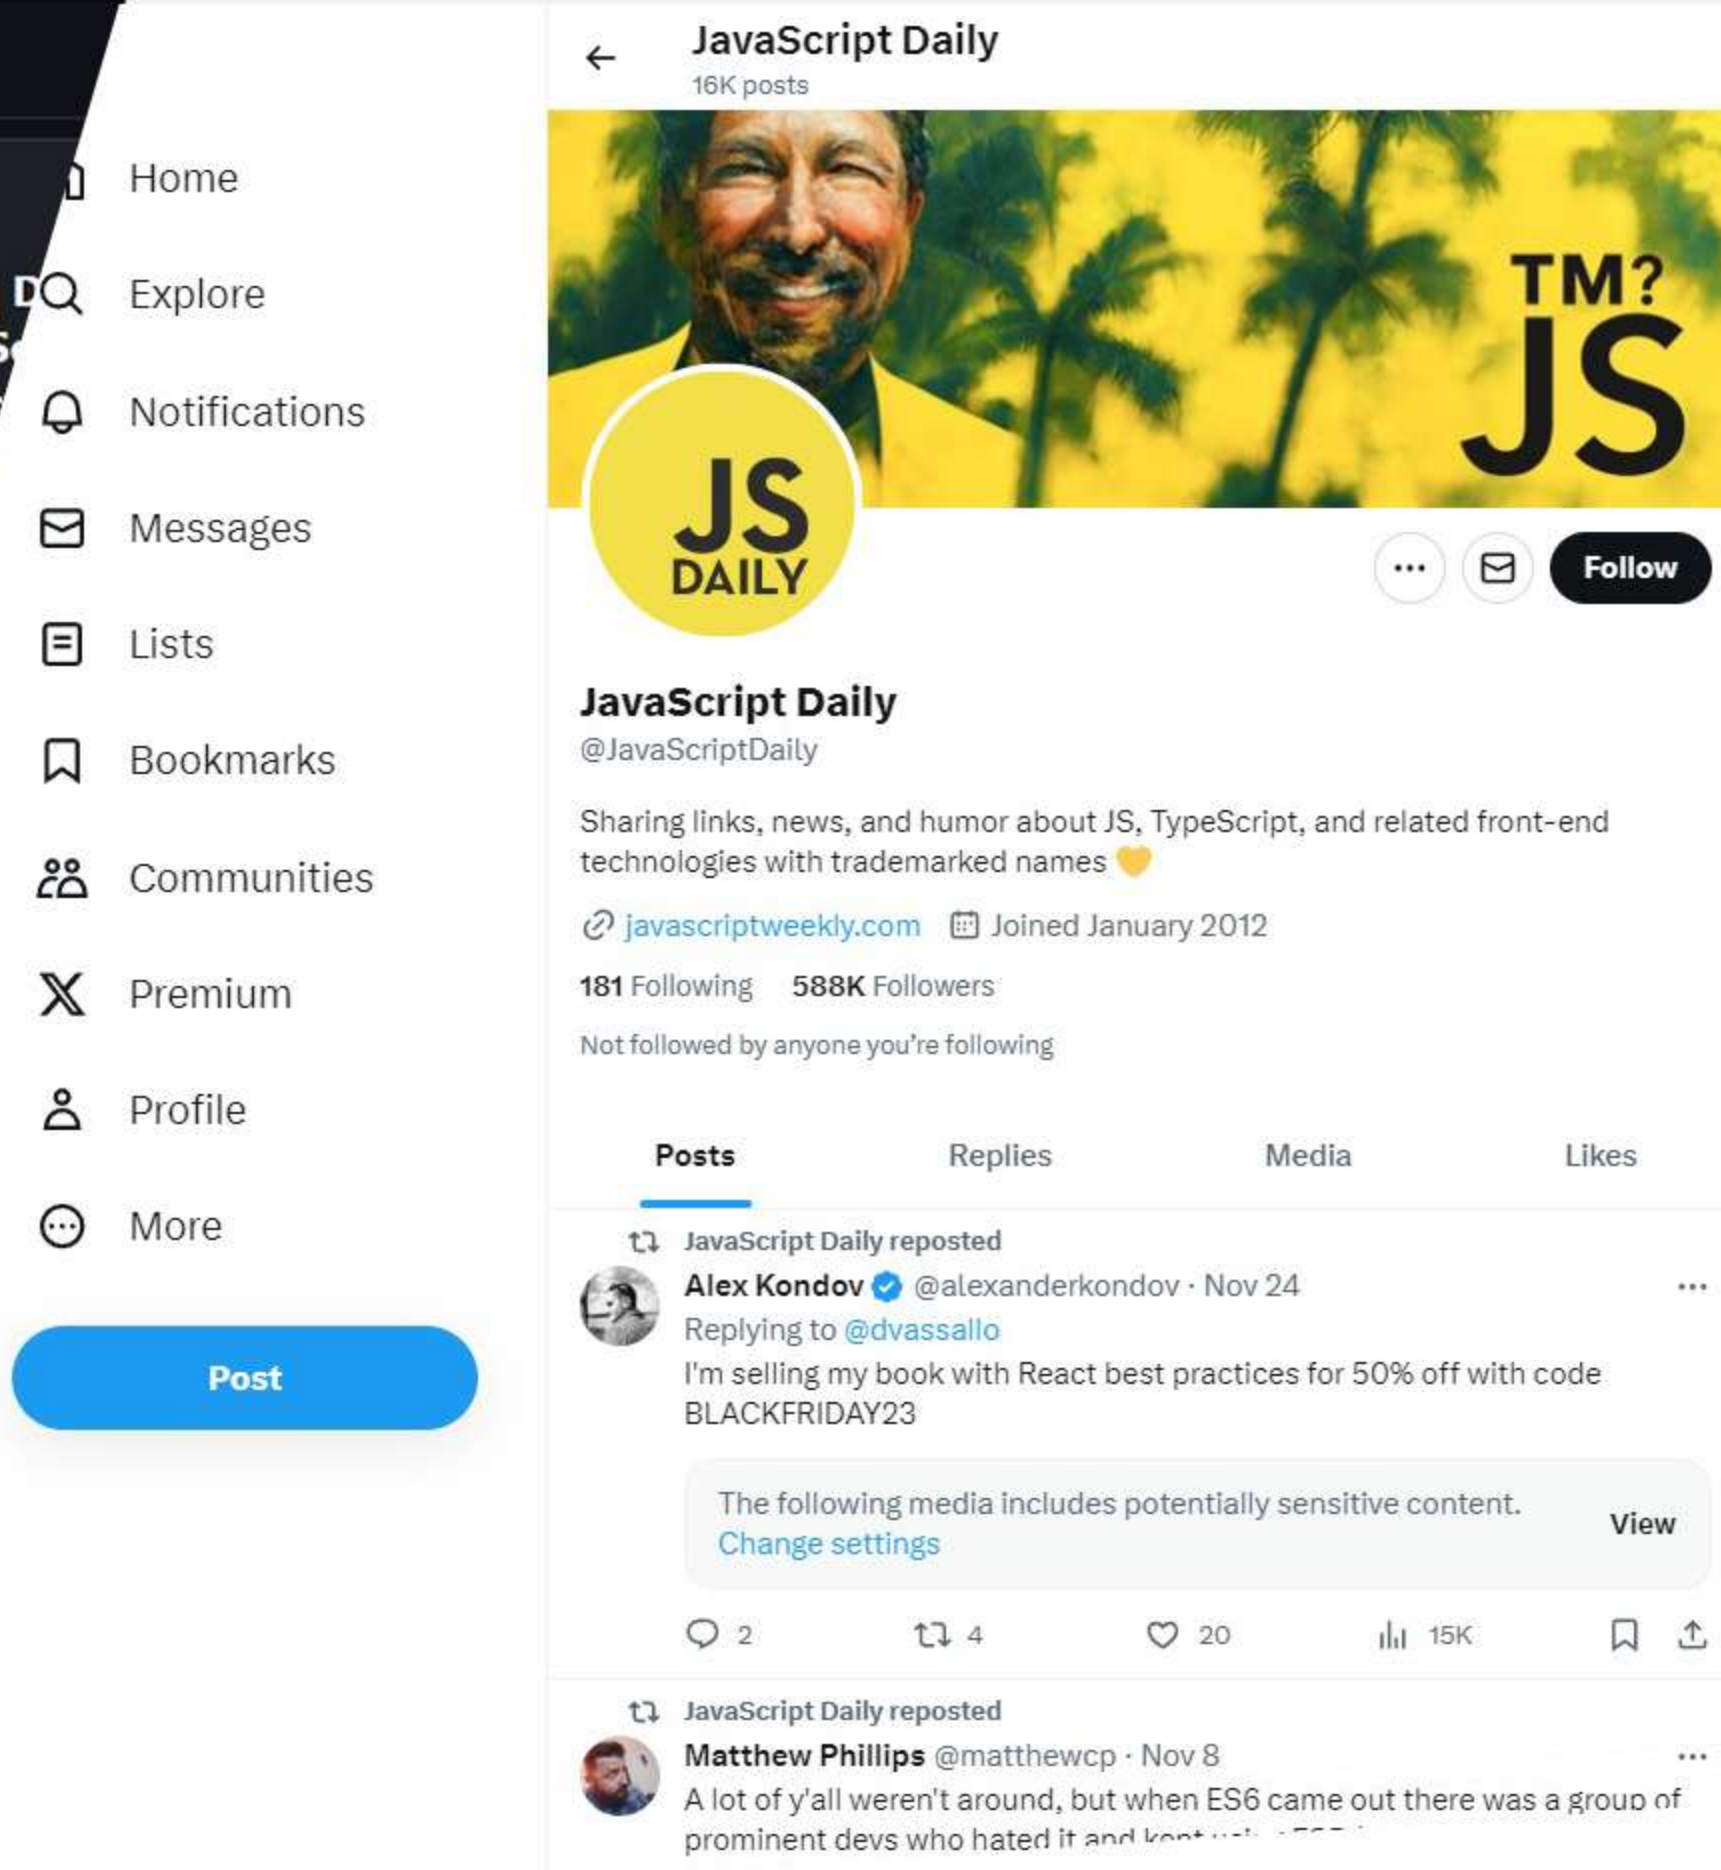 JavaScript Daily
16K posts
Home
Explore
Notifications
Messages
Lists
Bookmarks
Communities
Premium
Profile
More
Post
TM?
JS
JS
DAILY
Follow
JavaScript Daily
@JavaScriptDaily
Sharing links, news, and humor about JS, TypeScript, and related front-end
technologies with trademarked names 💛
javascriptweekly.com Joined January 2012
181 Following 588K Followers
Not followed by anyone you're following
Posts Replies Media Likes
JavaScript Daily reposted
Alex Kondov @alexanderkondov · Nov 24
Replying to @dvassallo
I'm selling my book with React best practices for 50% off with code
BLACKFRIDAY23
The following media includes potentially sensitive content.
Change settings
View
2 4 20 15K
JavaScript Daily reposted
Matthew Phillips @matthewcp · Nov 8
A lot of y'all weren't around, but when ES6 came out there was a group of
prominent devs who hated it and